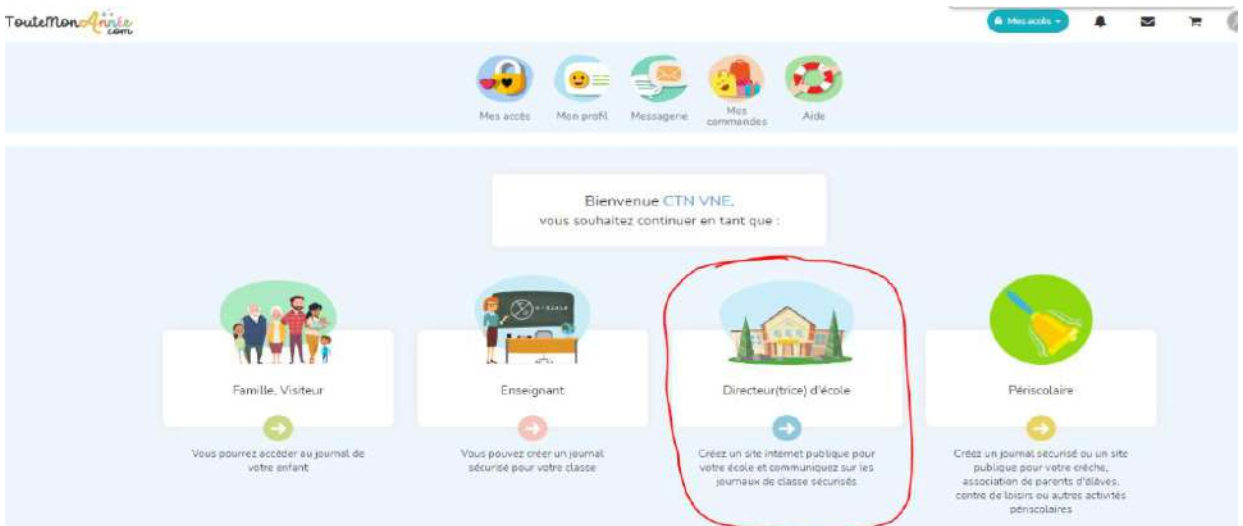 TouteMonAnnée
.com
Mes accès
Mes accès
Mon profil
Messagerie
Mes
commandes
Aide
Bienvenue CTN VNE,
vous souhaitez continuer en tant que :
Famille, Visiteur
Vous pourrez accéder au journal de
votre enfant
Enseignant
Vous pouvez créer un journal
sécurisé pour votre classe
Directeur(trice) d'école
Créez un site internet publique pour
votre école et communiquez sur les
journaux de classe sécurisés
Périscolaire
Créez un journal sécurisé ou un site
publique pour votre crèche,
association de parents d'élèves,
centre de loisirs ou autres activités
périscolaires